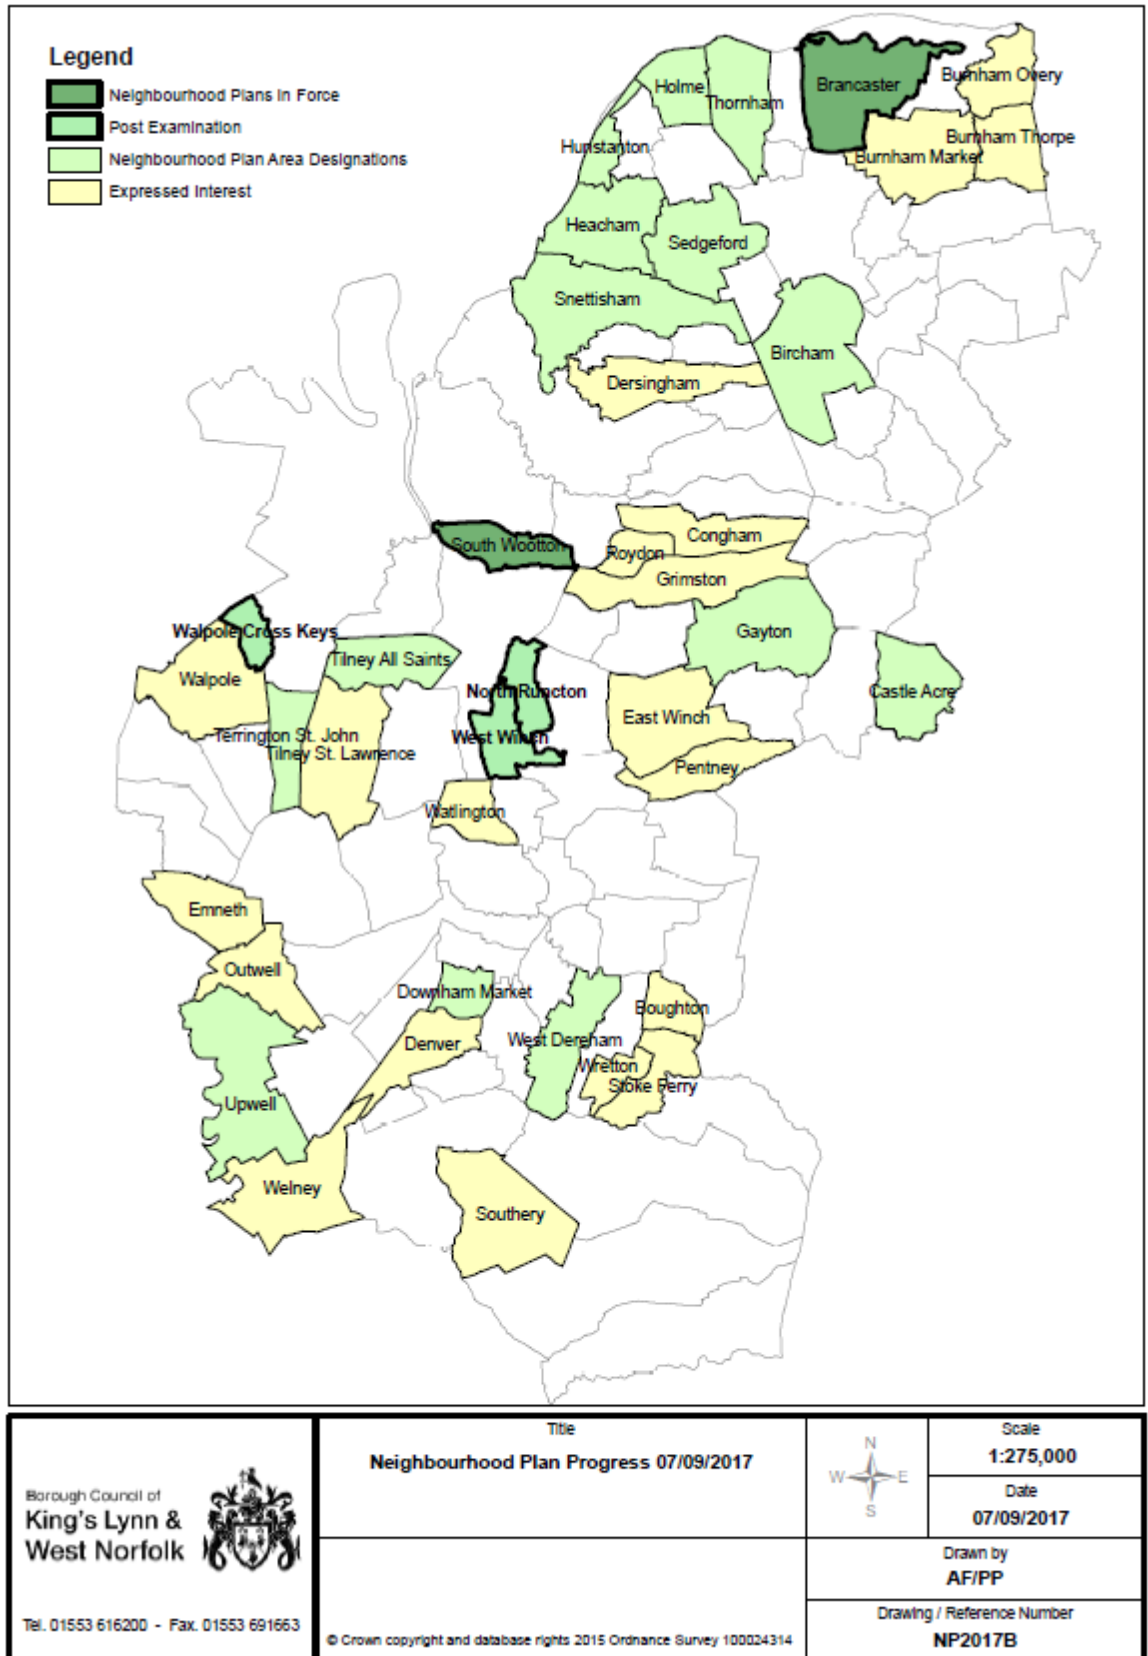 Legend
Neighbourhood Plans In Force
Post Examination
Neighbourhood Plan Area Designations
Expressed Interest
Brancaster
Burnham Overy
Holme
Thornham
Burnham Thorpe
Hunstanton
Burnham Market
Heacham
Sedgeford
Snettisham
Bircham
Dersingham
South Wootton
Congham
Roydon
Grimston
Walpole Cross Keys
Gayton
Tilney All Saints
Walpole
North Runcton
Castle Acre
East Winch
Terrington St. John
West Winch
Tilney St. Lawrence
Pentney
Watlington
Emneth
Outwell
Downham Market
Boughton
West Dereham
Denver
Wretton
Stoke Ferry
Upwell
Welney
Southery
Borough Council of
King's Lynn &
West Norfolk
Tel. 01553 616200 - Fax. 01553 691663
Title
Neighbourhood Plan Progress 07/09/2017
© Crown copyright and database rights 2015 Ordnance Survey 100024314
N
W E
S
Scale
1:275,000
Date
07/09/2017
Drawn by
AF/PP
Drawing / Reference Number
NP2017B